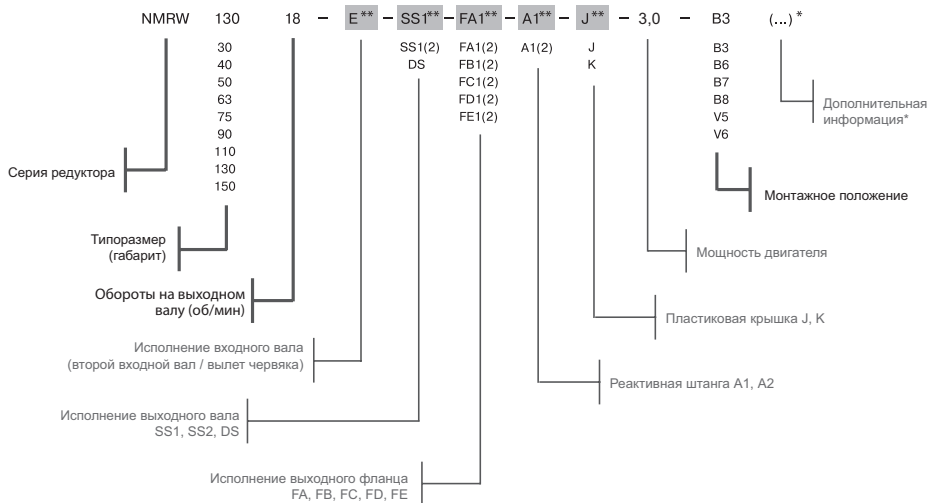 NMRW 130 18 – E** – SS1** – FA1** – A1** – J** – 3,0 – B3 (...)*
30 SS1(2) FA1(2) A1(2) J B3
40 DS FB1(2) K B6
50 FC1(2) B7
63 FD1(2) B8
75 FE1(2) V5
90 V6
110
130
150
Дополнительная
информация*
Серия редуктора
Монтажное положение
Типоразмер
(габарит)
Мощность двигателя
Обороты на выходном
валу (об/мин)
Пластиковая крышка J, K
Исполнение входного вала
(второй входной вал / вылет червяка)
Реактивная штанга A1, A2
Исполнение выходного вала
SS1, SS2, DS
Исполнение выходного фланца
FA, FB, FC, FD, FE